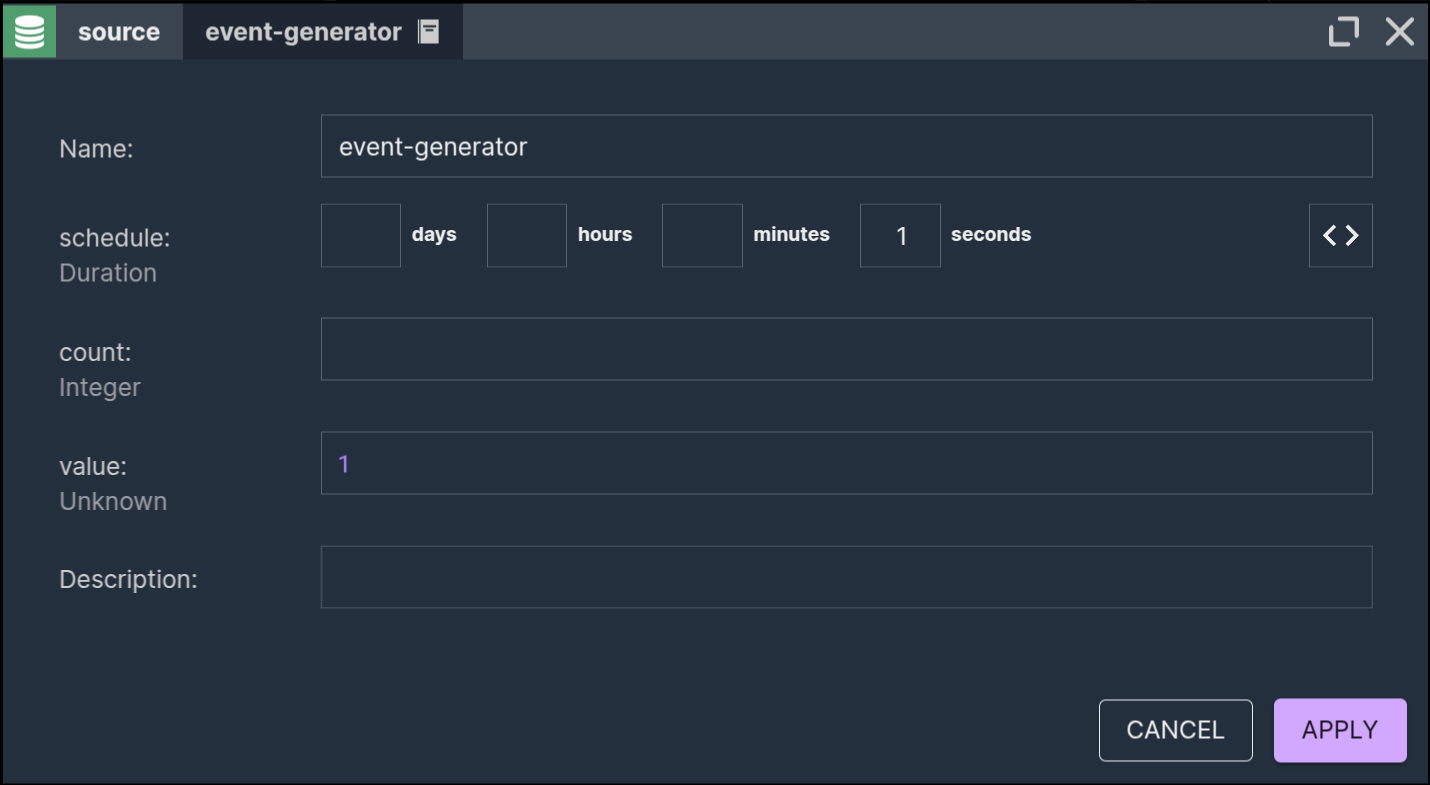 source event-generator
Name: event-generator
schedule: days hours minutes 1 seconds < >
Duration
count:
Integer
value: 1
Unknown
Description:
CANCEL APPLY